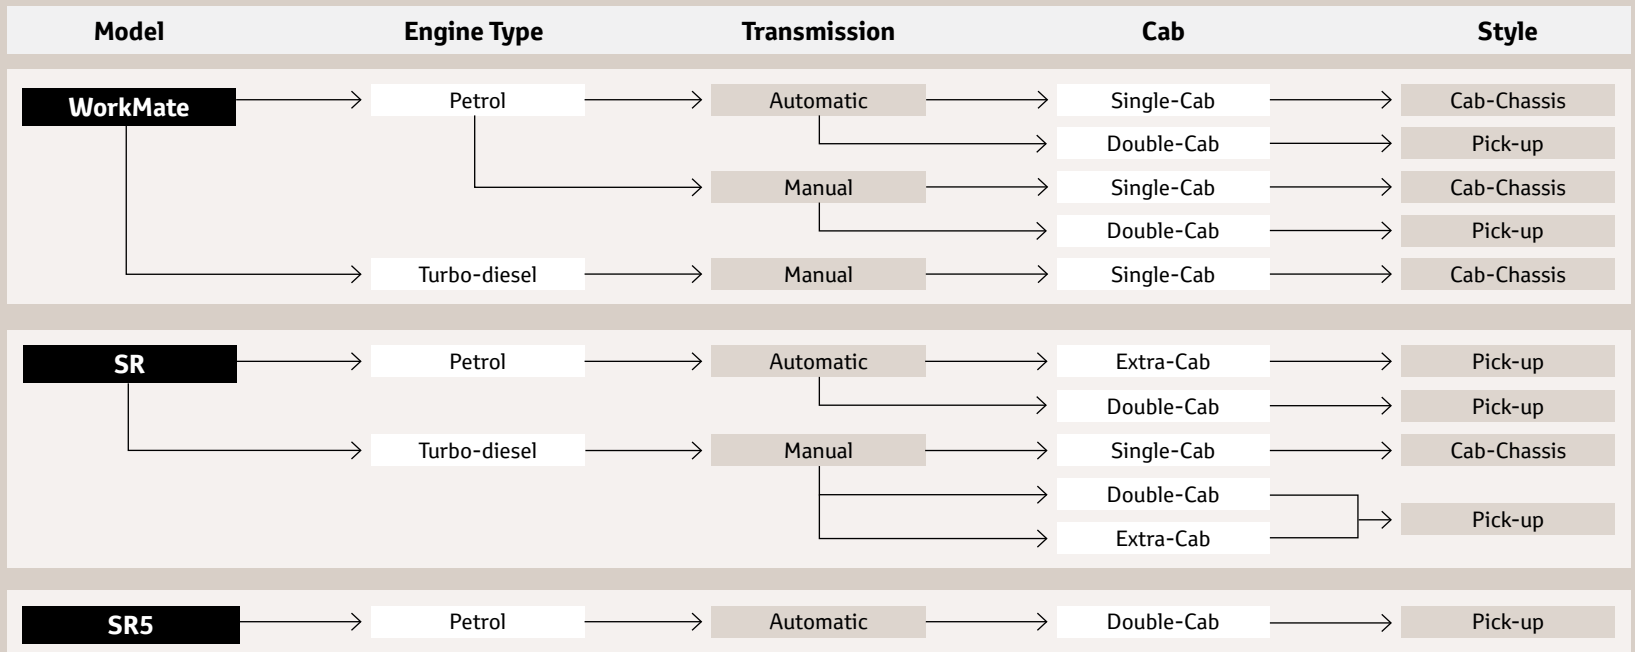 Model Engine Type Transmission Cab Style
WorkMate Petrol Automatic Single-Cab Cab-Chassis
Double-Cab Pick-up
Manual Single-Cab Cab-Chassis
Double-Cab Pick-up
Turbo-diesel Manual Single-Cab Cab-Chassis
SR Petrol Automatic Extra-Cab Pick-up
Double-Cab Pick-up
Turbo-diesel Manual Single-Cab Cab-Chassis
Double-Cab
Pick-up
Extra-Cab
SR5 Petrol Automatic Double-Cab Pick-up